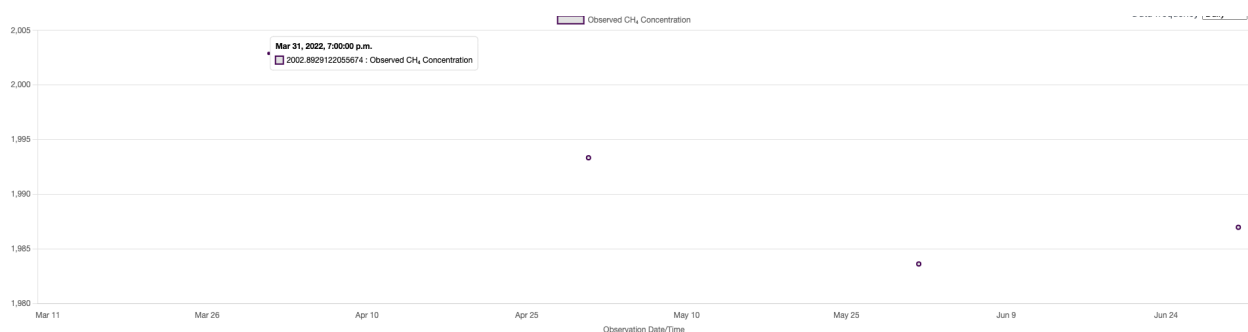 Observed CH₄ Concentration
2,005
Mar 31, 2022, 7:00:00 p.m.
2002.8929122055674 : Observed CH₄ Concentration
2,000
1,995
1,990
1,985
1,980
Mar 11 Mar 26 Apr 10 Apr 25 May 10 May 25 Jun 9 Jun 24
Observation Date/Time